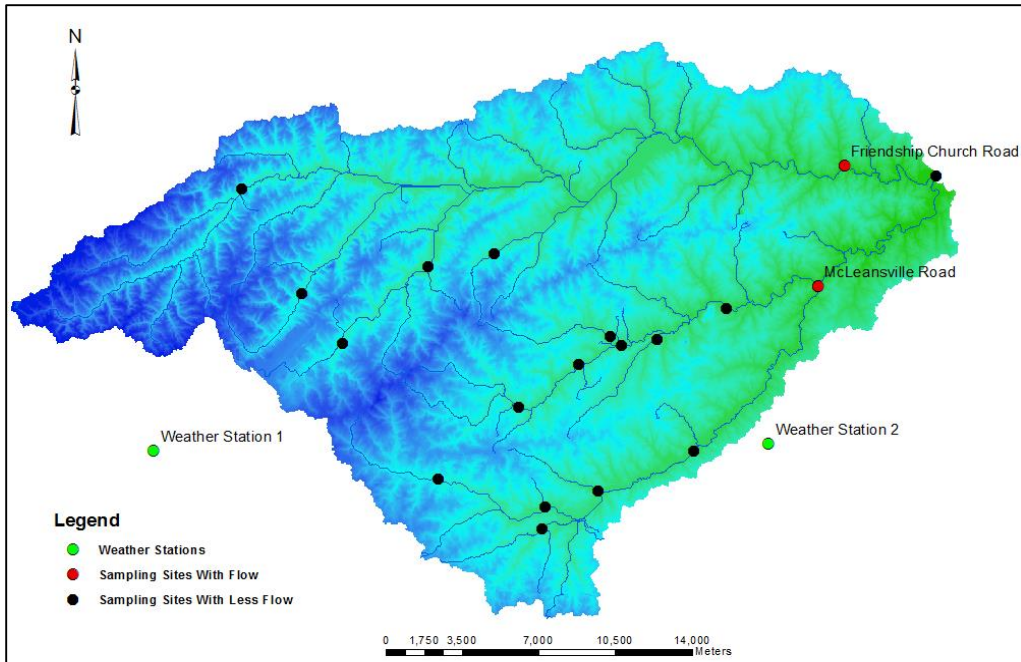 N
Friendship Church Road
McLeansville Road
Weather Station 1
Weather Station 2
Legend
Weather Stations
Sampling Sites With Flow
Sampling Sites With Less Flow
0 1,750 3,500 7,000 10,500 14,000
Meters